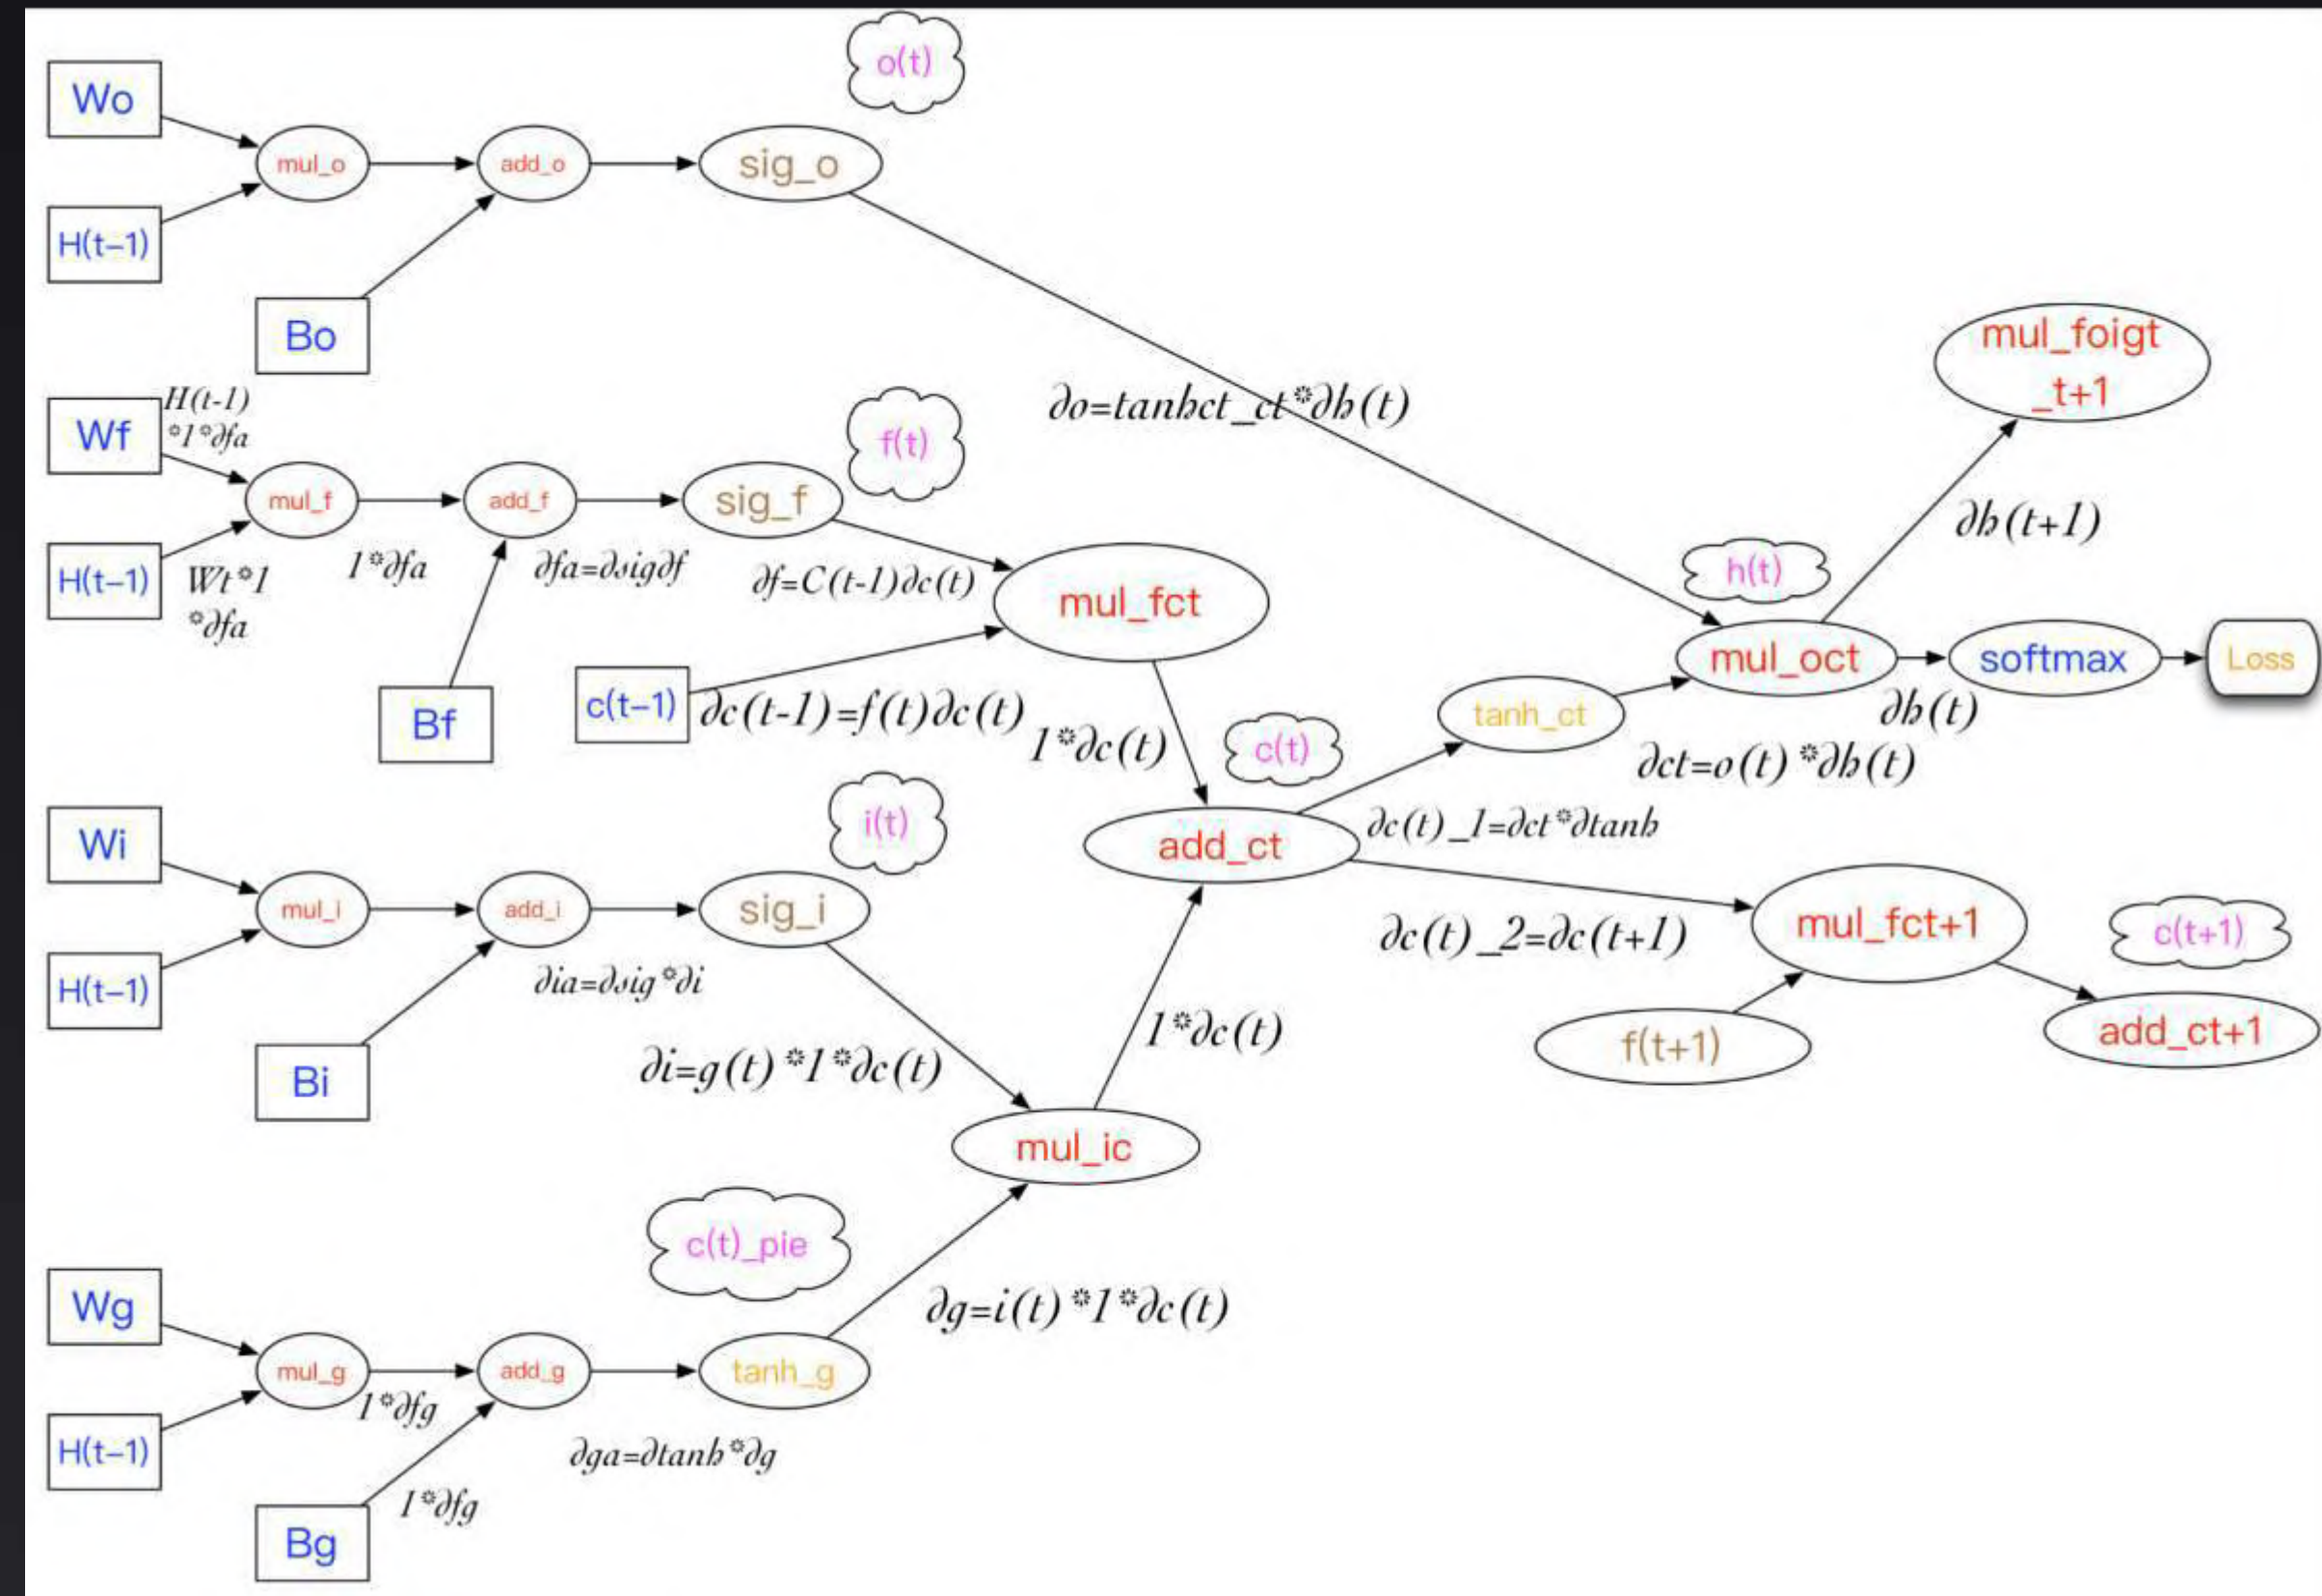 o(t)
Wo
mul_o
add_o
sig_o
H(t-1)
Bo
mul_foigt
_t+1
∂o=tanhct_ct*∂h(t)
Wf
H(t-1)
*1*∂fa
f(t)
mul_f
add_f
sig_f
∂h(t+1)
H(t-1)
Wt*1
*∂fa
1*∂fa
∂fa=∂sig∂f
∂f=C(t-1)∂c(t)
mul_fct
h(t)
mul_oct
softmax
Loss
Bf
c(t-1)
∂c(t-1)=f(t)∂c(t)
1*∂c(t)
c(t)
tanh_ct
∂h(t)
∂ct=o(t)*∂h(t)
Wi
i(t)
add_ct
∂c(t)_1=∂ct*∂tanh
mul_i
add_i
sig_i
∂c(t)_2=∂c(t+1)
mul_fct+1
c(t+1)
H(t-1)
∂ia=∂sig*∂i
1*∂c(t)
f(t+1)
add_ct+1
Bi
∂i=g(t)*1*∂c(t)
mul_ic
c(t)_pie
Wg
∂g=i(t)*1*∂c(t)
mul_g
add_g
tanh_g
1*∂fg
H(t-1)
∂ga=∂tanh*∂g
1*∂fg
Bg